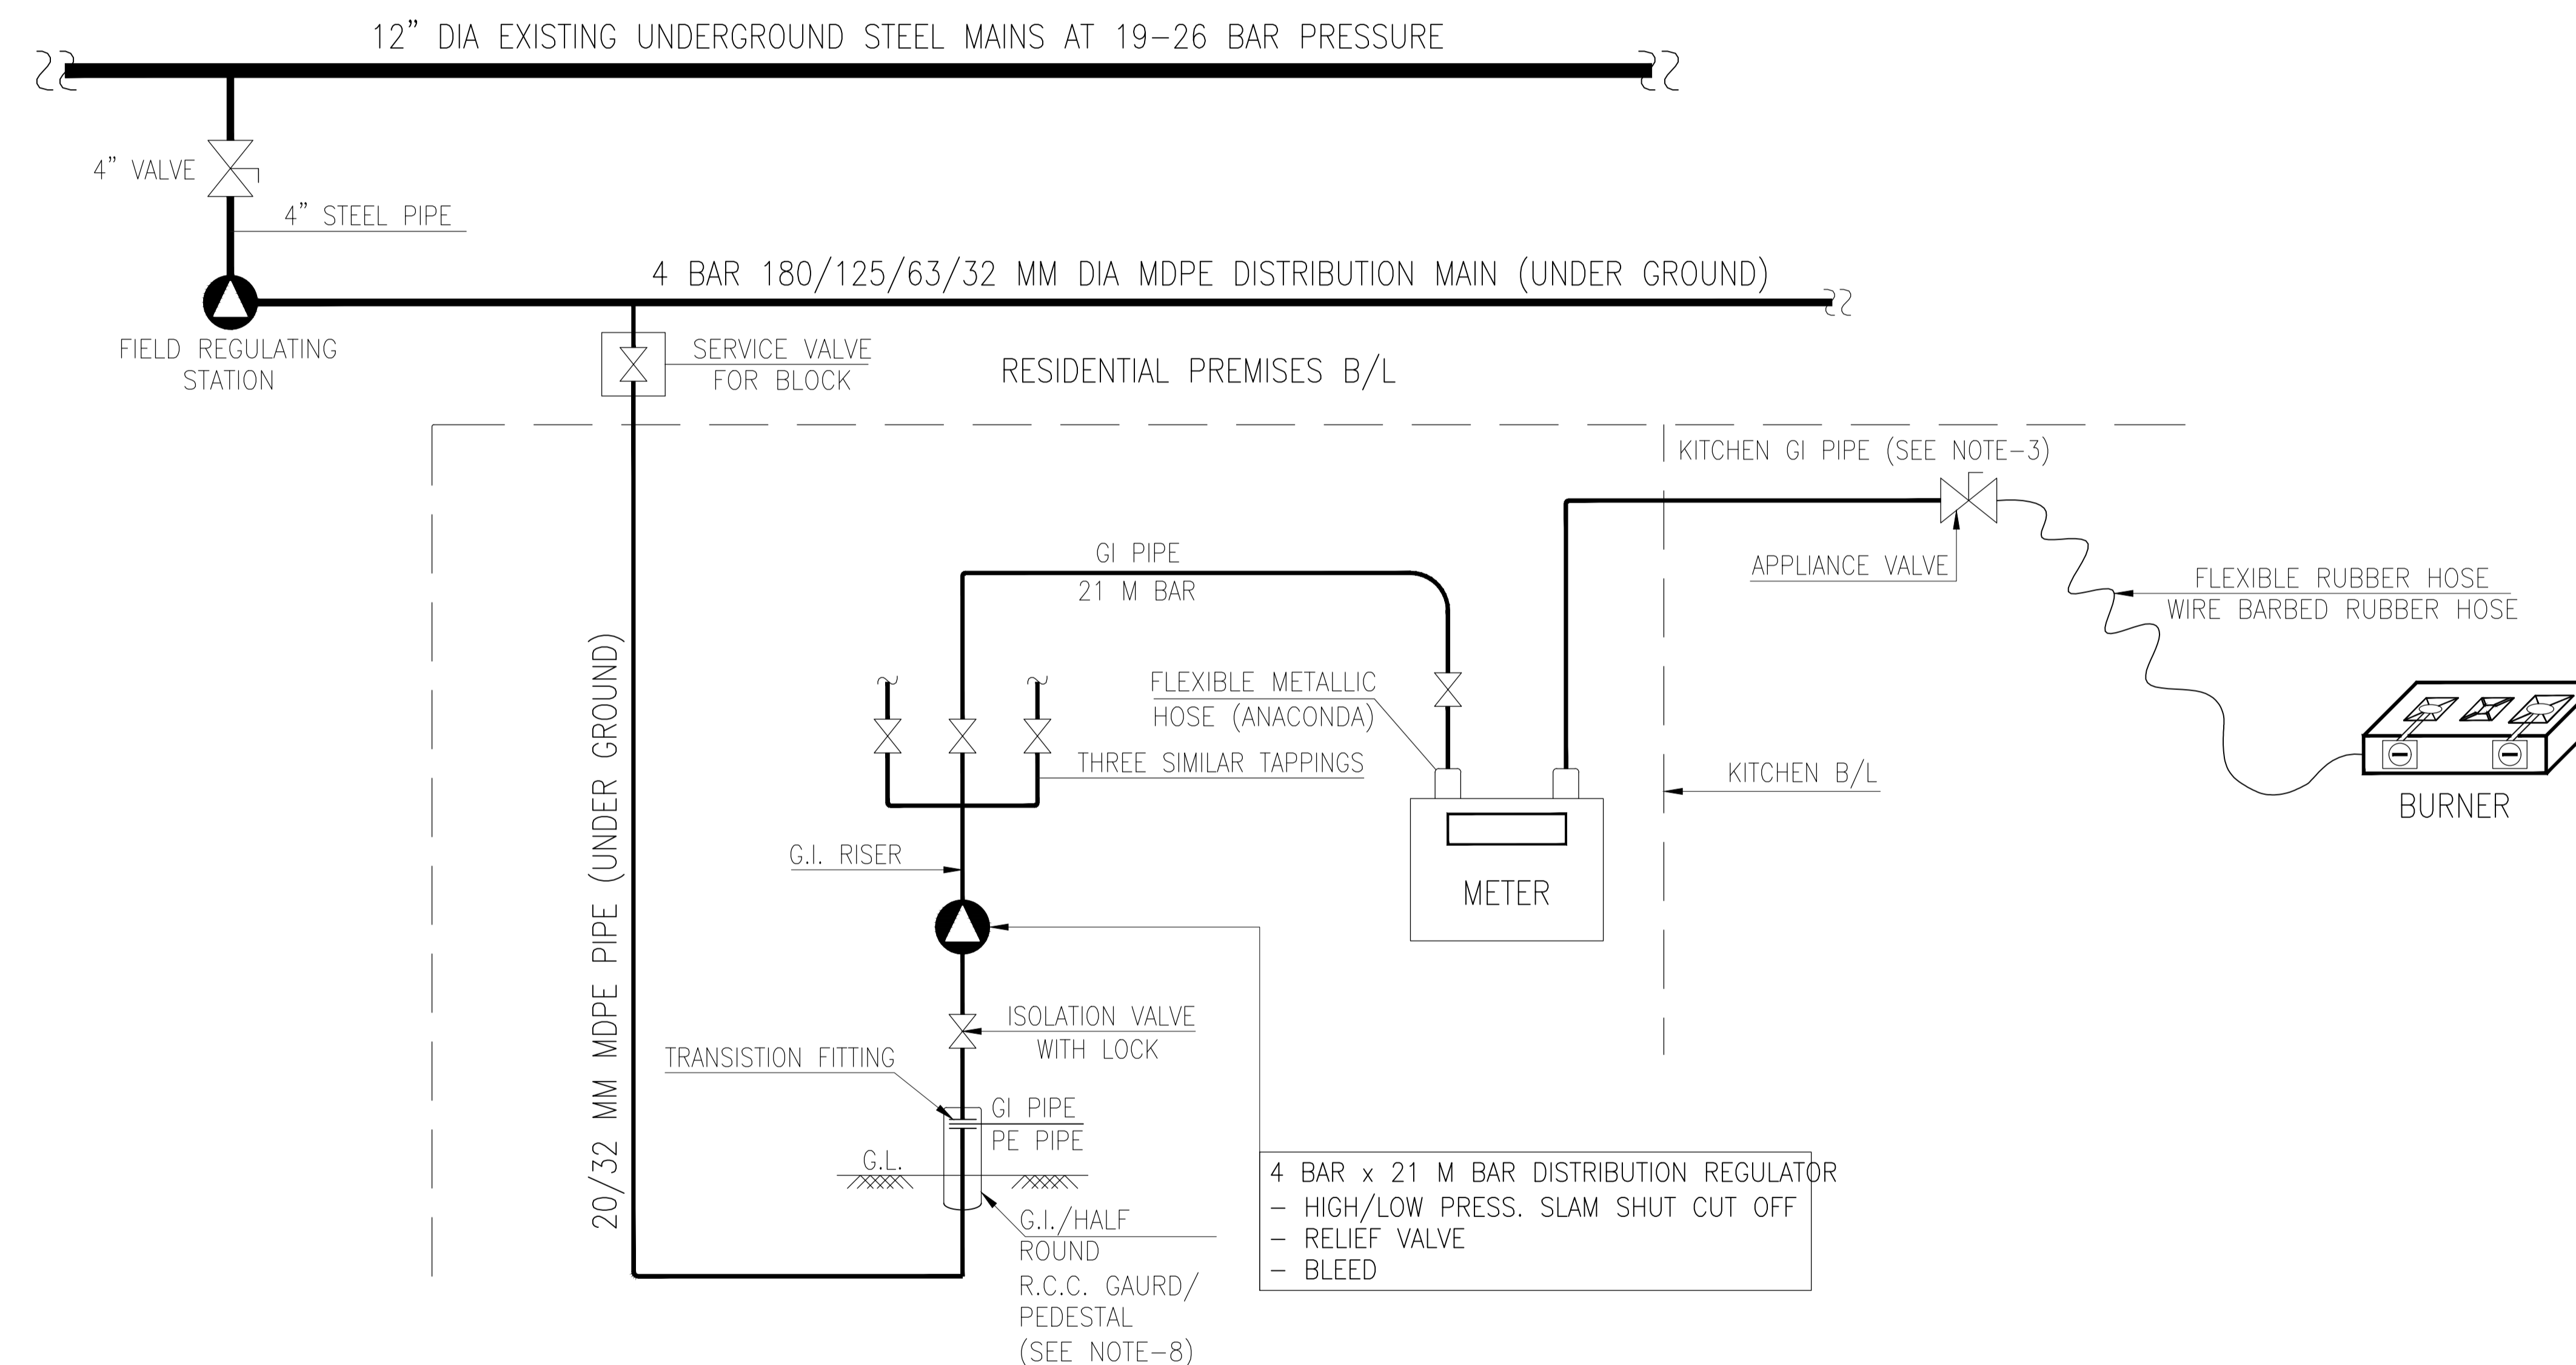 12” DIA EXISTING UNDERGROUND STEEL MAINS AT 19-26 BAR PRESSURE
4” VALVE
4” STEEL PIPE
4 BAR 180/125/63/32 MM DIA MDPE DISTRIBUTION MAIN (UNDER GROUND)
FIELD REGULATING
STATION
SERVICE VALVE
FOR BLOCK
RESIDENTIAL PREMISES B/L
KITCHEN GI PIPE (SEE NOTE-3)
APPLIANCE VALVE
FLEXIBLE RUBBER HOSE
WIRE BARBED RUBBER HOSE
GI PIPE
21 M BAR
FLEXIBLE METALLIC
HOSE (ANACONDA)
THREE SIMILAR TAPPINGS
KITCHEN B/L
BURNER
METER
G.I. RISER
20/32 MM MDPE PIPE (UNDER GROUND)
ISOLATION VALVE
WITH LOCK
TRANSISTION FITTING
GI PIPE
PE PIPE
G.L.
G.I./HALF
ROUND
R.C.C. GAURD/
PEDESTAL
(SEE NOTE-8)
4 BAR x 21 M BAR DISTRIBUTION REGULATOR
- HIGH/LOW PRESS. SLAM SHUT CUT OFF
- RELIEF VALVE
- BLEED